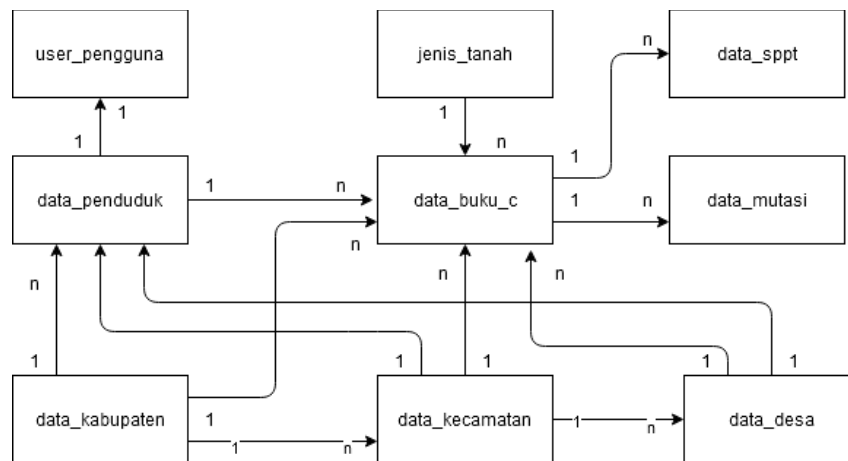 user_pengguna
jenis_tanah
n
n
data_sppt
1
1
1
1
n
1
data_penduduk
1
n
data_buku_c
1
n
data_mutasi
n
n
n
n
1
1
1
1
1
data_kabupaten
1
data_kecamatan
1
data_desa
1
n
n